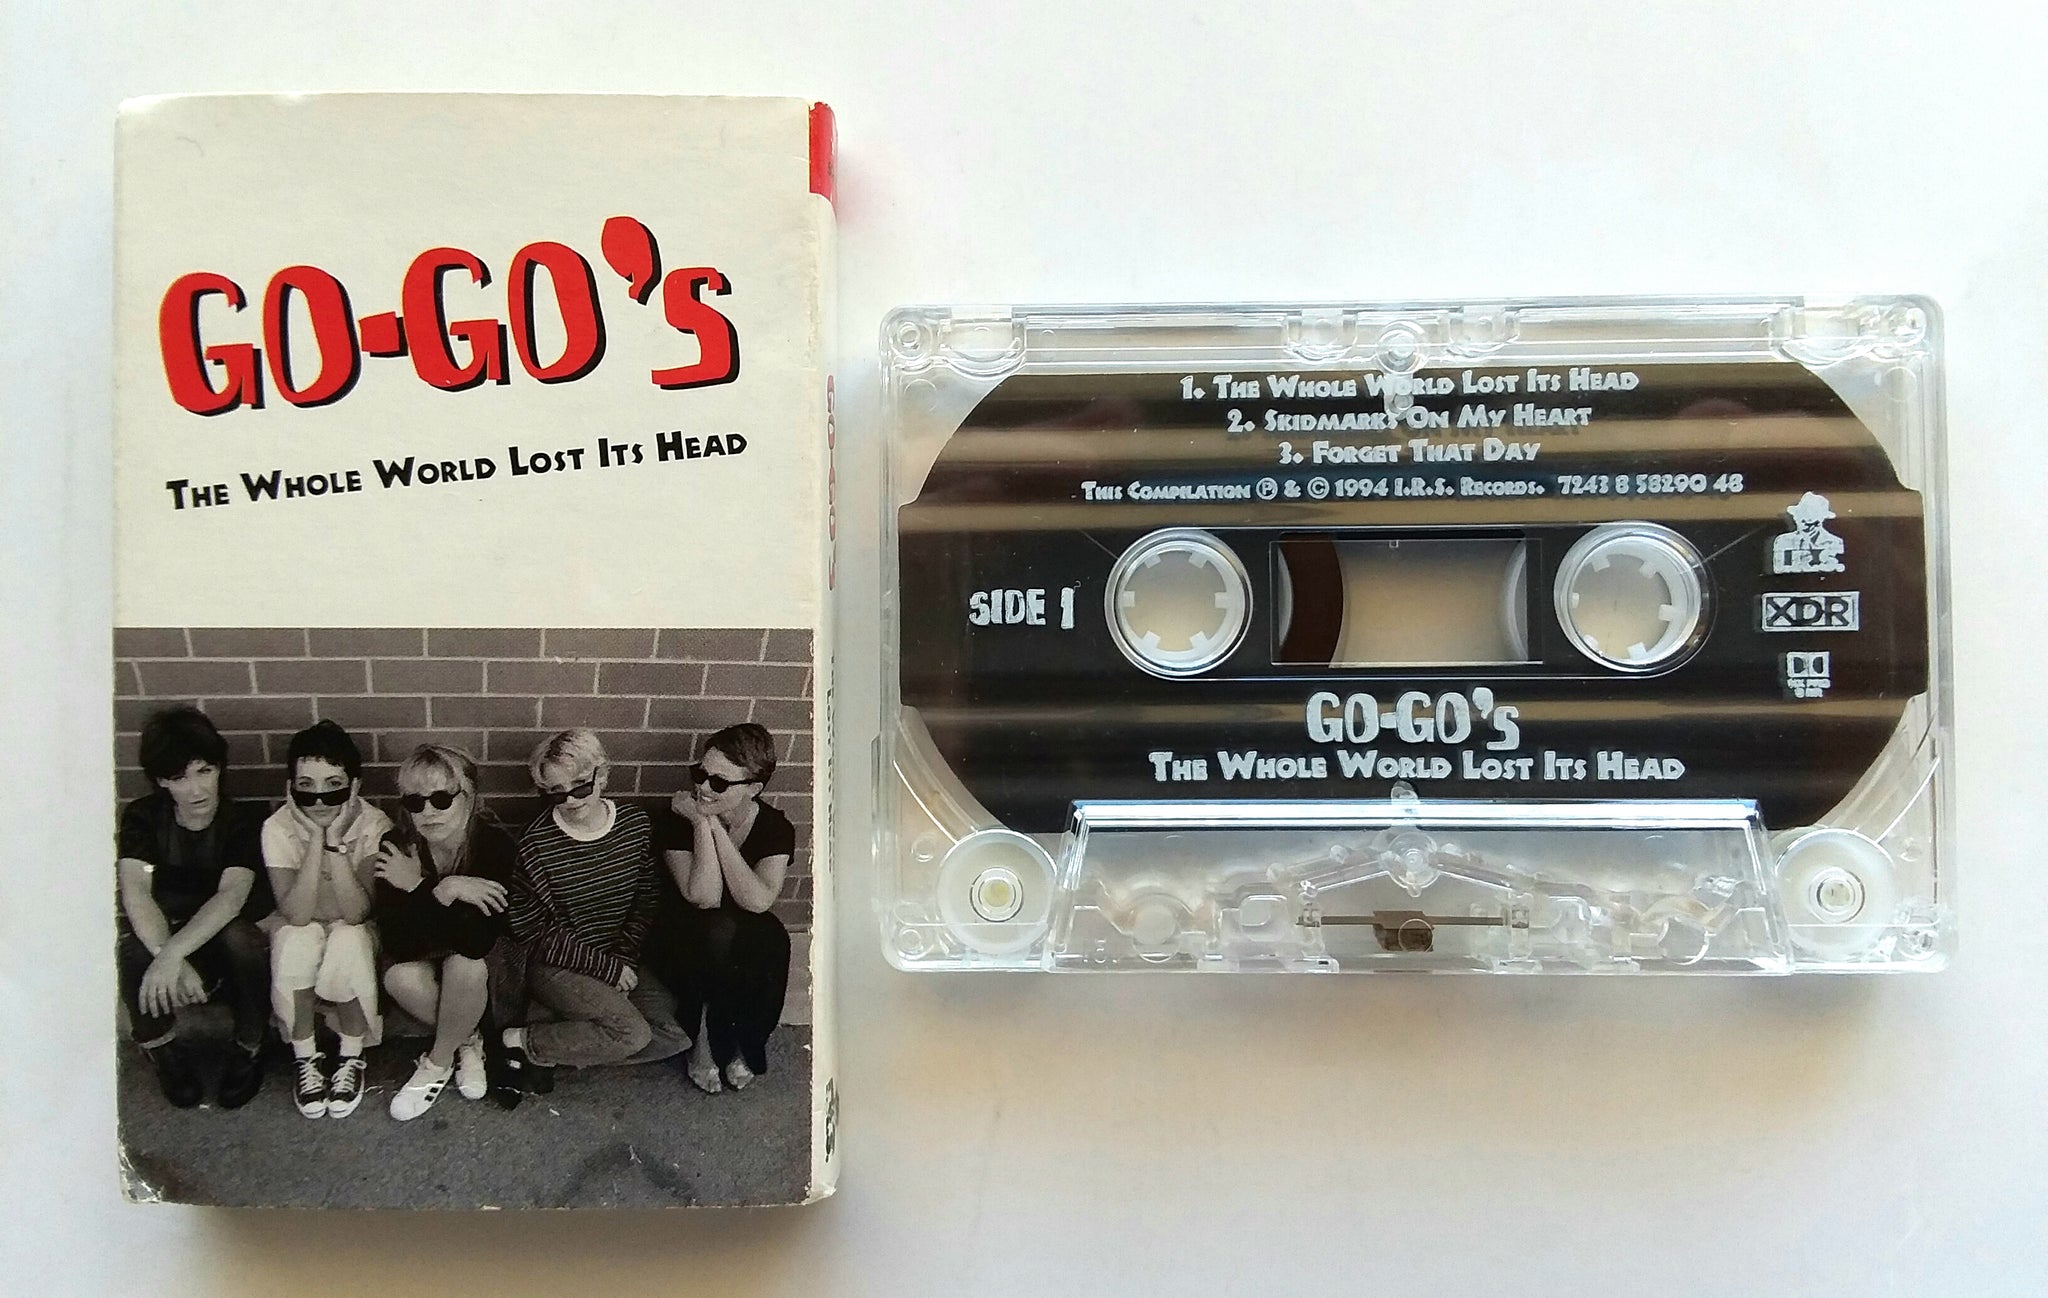 GO-GO's
THE WHOLE WORLD LOST ITS HEAD
1. THE WHOLE WORLD LOST ITS HEAD
2. SKIDMARKS ON MY HEART
3. FORGET THAT DAY
THIS COMPILATION ℗ & © 1994 I.R.S. RECORDS. 7243 8 58290 48
I.R.S.
SIDE 1
XDR
GO-GO's
THE WHOLE WORLD LOST ITS HEAD
GO-GO's